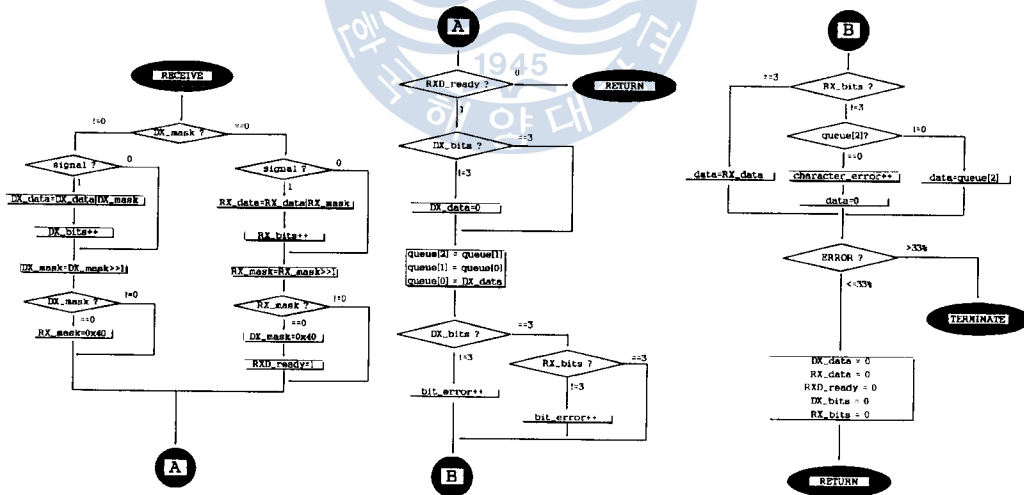 RECEIVE
DX_mask ?
!=0
==0
signal ?
0
1
DX_data=DX_data|DX_mask
DX_bits++
DX_mask=DX_mask>>1
DX_mask ?
!=0
==0
RX_mask=0x40
signal ?
0
1
RX_data=RX_data|RX_mask
RX_bits++
RX_mask=RX_mask>>1
RX_mask ?
!=0
==0
DX_mask=0x40
RXD_ready=1
A
A
RXD_ready ?
0
RETURN
1
DX_bits ?
==3
!=3
DX_data=0
queue[2] = queue[1]
queue[1] = queue[0]
queue[0] = DX_data
DX_bits ?
==3
!=3
bit_error++
RX_bits ?
==3
!=3
bit_error++
B
B
RX_bits ?
==3
!=3
queue[2]?
!=0
==0
data=RX_data
character_error++
data=queue[2]
data=0
ERROR ?
>33%
<=33%
TERMINATE
DX_data = 0
RX_data = 0
RXD_ready = 0
DX_bits = 0
RX_bits = 0
RETURN
1945
해양대